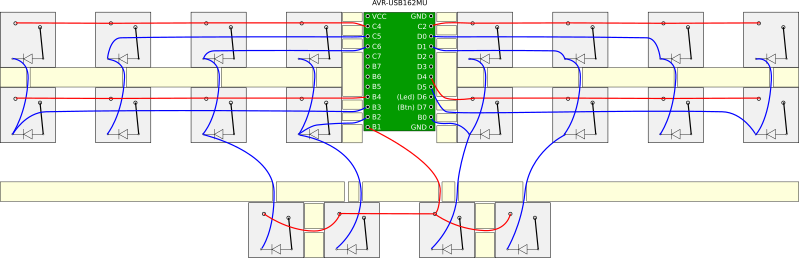 AVR-USB162MU
VCC GND
C4 C2
C5 D0
C6 D1
C7 D2
B7 D3
B6 D4
B5 D5
B4 (Led) D6
B3 (Btn) D7
B2 B0
B1 GND